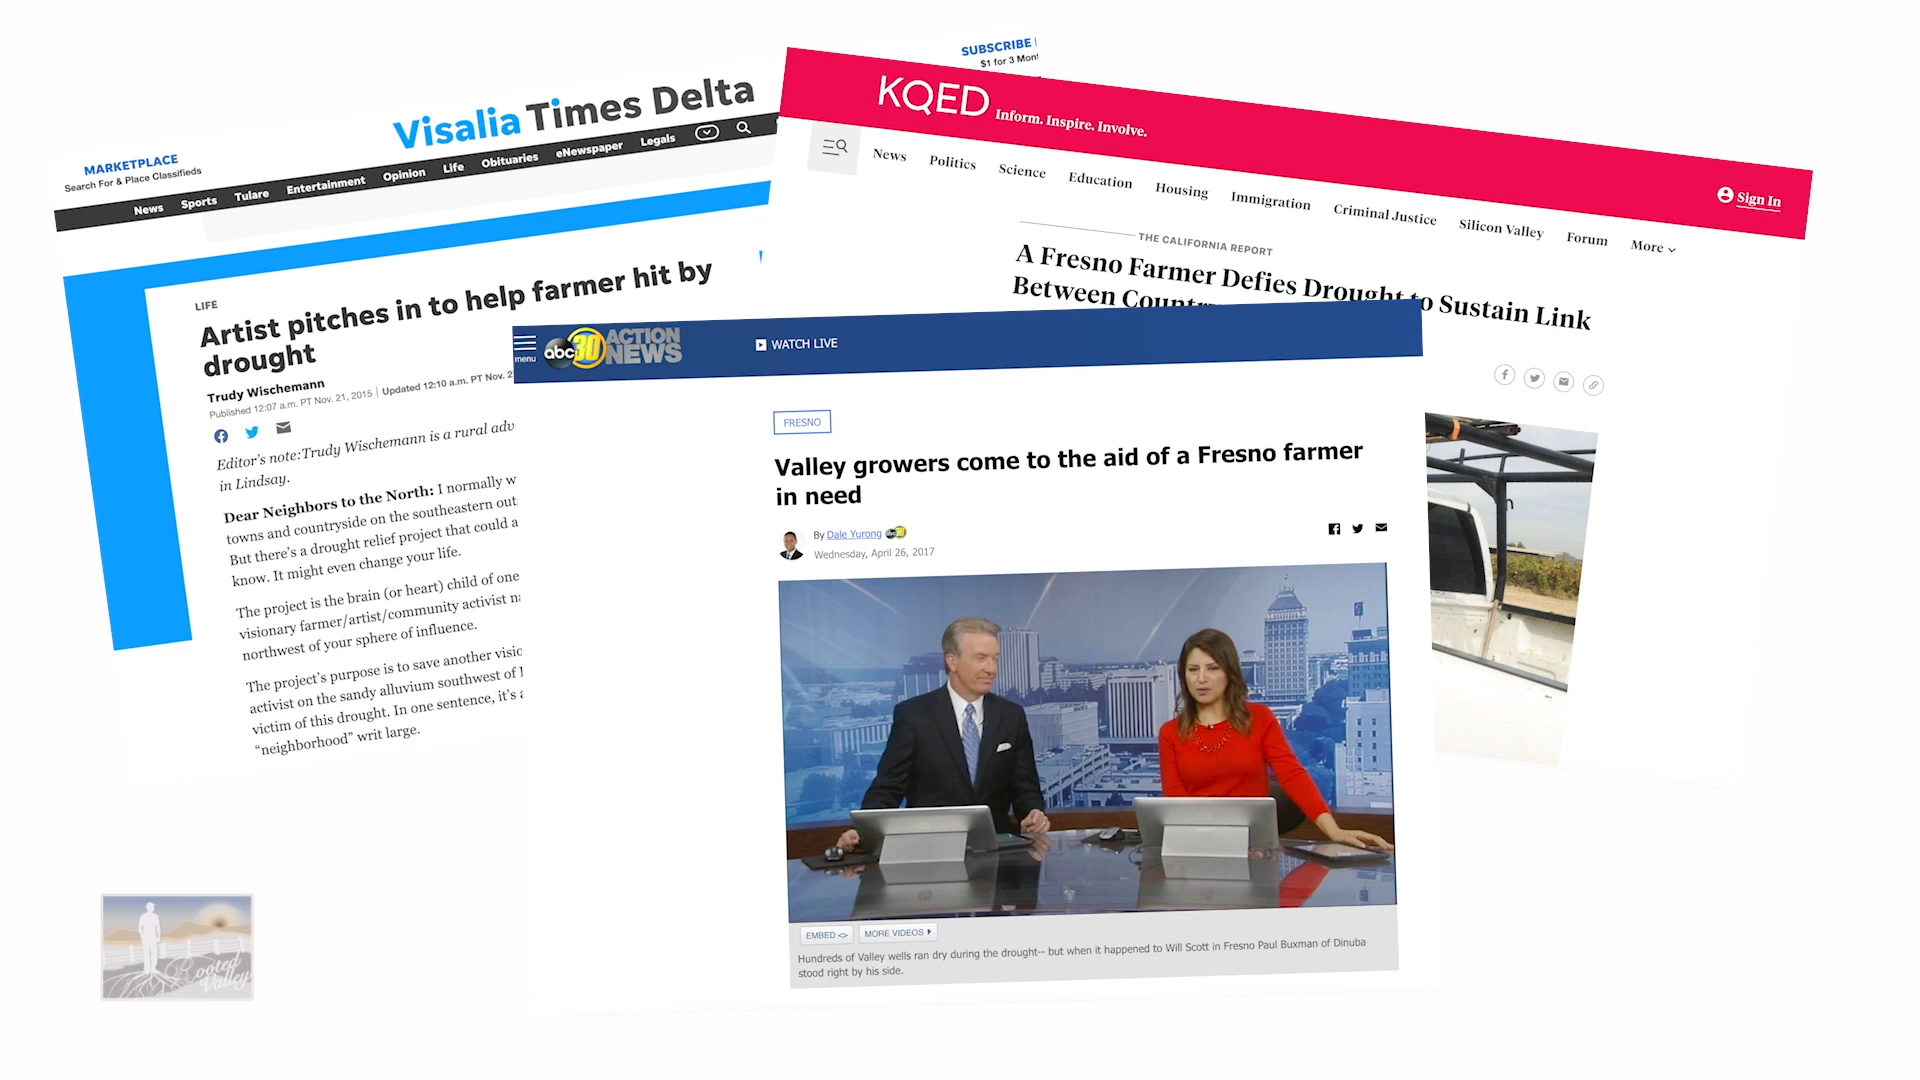 SUBSCRIBE
$1 for 3 Mon
Visalia Times Delta
MARKETPLACE
Search For & Place Classifieds
News Sports Tulare Entertainment Opinion Life Obituaries eNewspaper Legals
LIFE
Artist pitches in to help farmer hit by
drought
Trudy Wischemann
Published 12:07 a.m. PT Nov. 21, 2015 | Updated 12:10 a.m. PT Nov. 2
Editor's note:Trudy Wischemann is a rural adv
in Lindsay.
Dear Neighbors to the North: I normally w
towns and countryside on the southeastern out
But there's a drought relief project that could a
know. It might even change your life.
The project is the brain (or heart) child of one
visionary farmer/artist/community activist n
northwest of your sphere of influence.
The project's purpose is to save another visio
activist on the sandy alluvium southwest of
victim of this drought. In one sentence, it's
"neighborhood" writ large.
KQED Inform. Inspire. Involve.
Sign In
News Politics Science Education Housing Immigration Criminal Justice Silicon Valley Forum More
THE CALIFORNIA REPORT
A Fresno Farmer Defies Drought to Sustain Link
Between Country
menu
abc 30 ACTION NEWS
WATCH LIVE
FRESNO
Valley growers come to the aid of a Fresno farmer
in need
By Dale Yurong
Wednesday, April 26, 2017
EMBED <> MORE VIDEOS
Hundreds of Valley wells ran dry during the drought-- but when it happened to Will Scott in Fresno Paul Buxman of Dinuba
stood right by his side.
Rooted
Valley